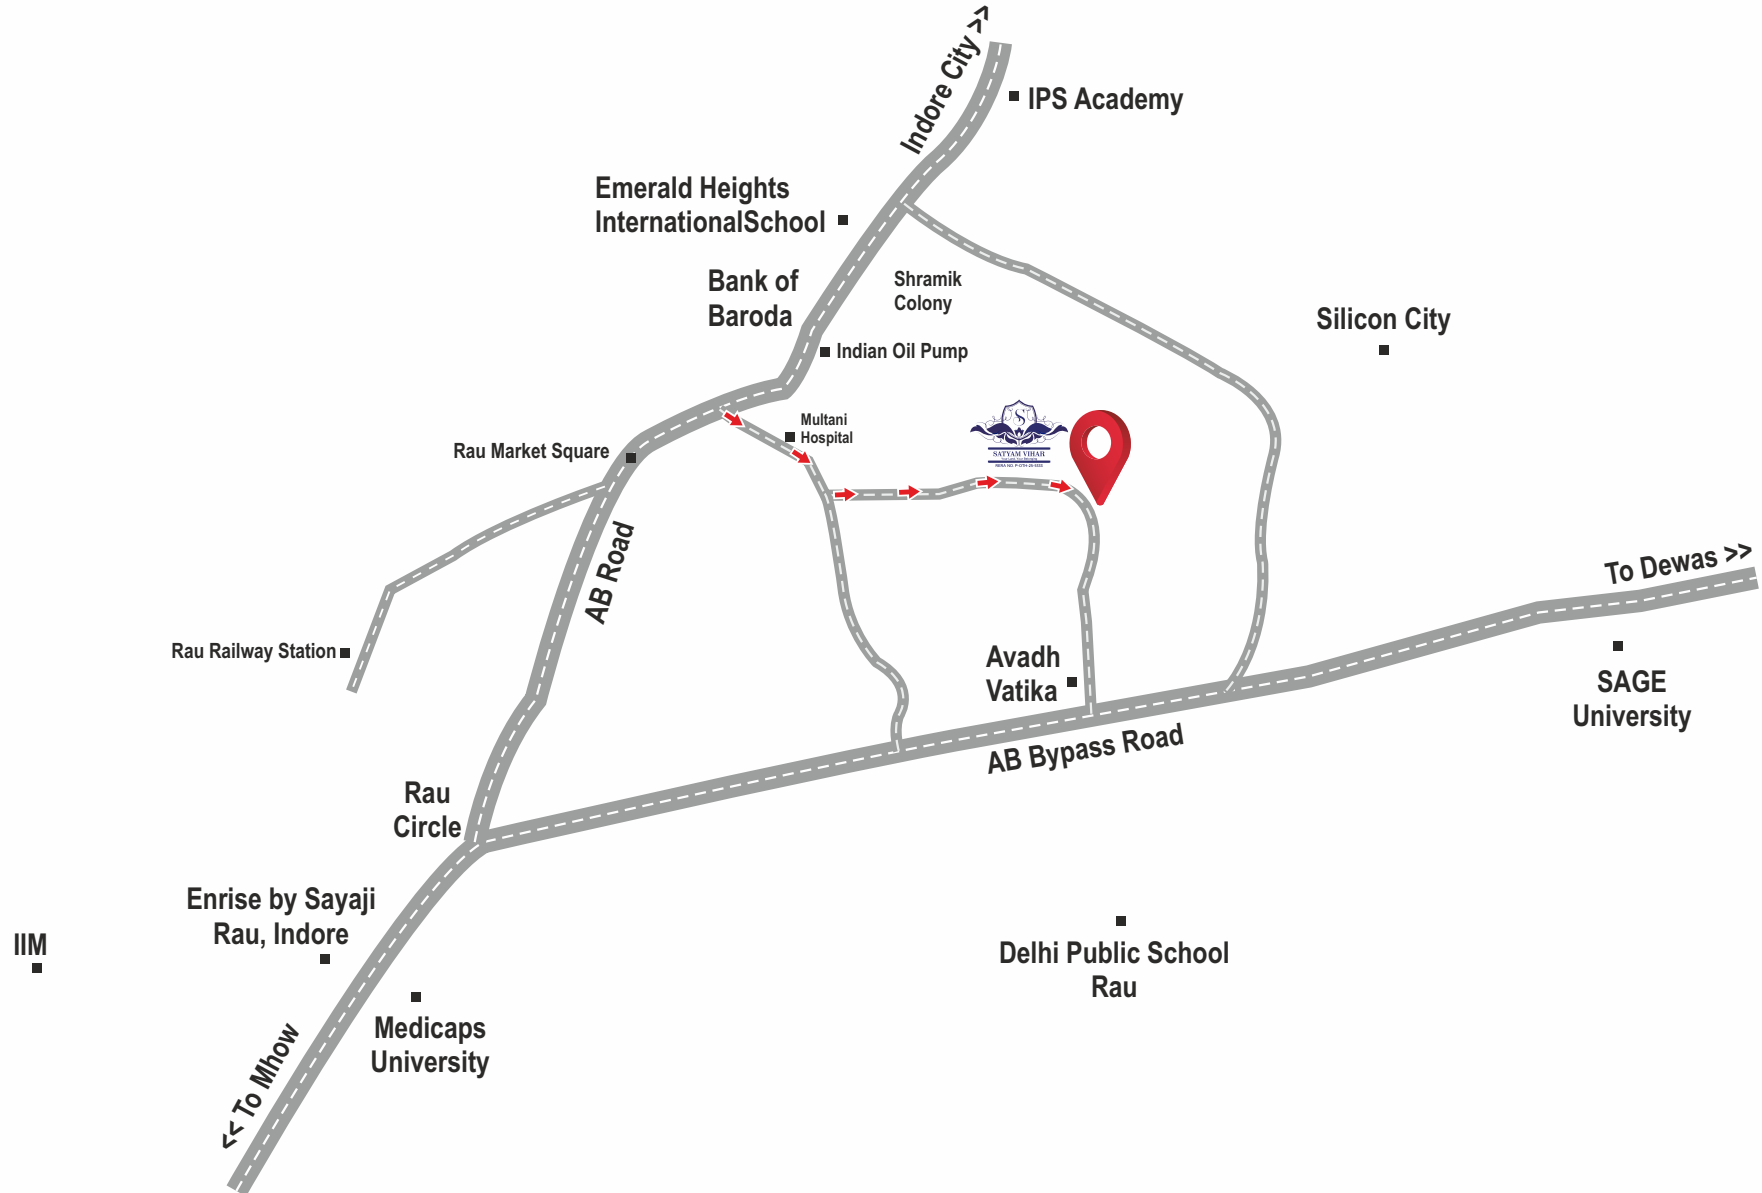 Indore City >>
IPS Academy
Emerald Heights
InternationalSchool
Bank of
Baroda
Shramik
Colony
Silicon City
Indian Oil Pump
Multani
Hospital
S
SATYAM VIHAR
Rau Market Square
AB Road
To Dewas >>
Rau Railway Station
Avadh
Vatika
SAGE
University
AB Bypass Road
Rau
Circle
Enrise by Sayaji
Rau, Indore
IIM
Delhi Public School
Rau
Medicaps
University
<< To Mhow